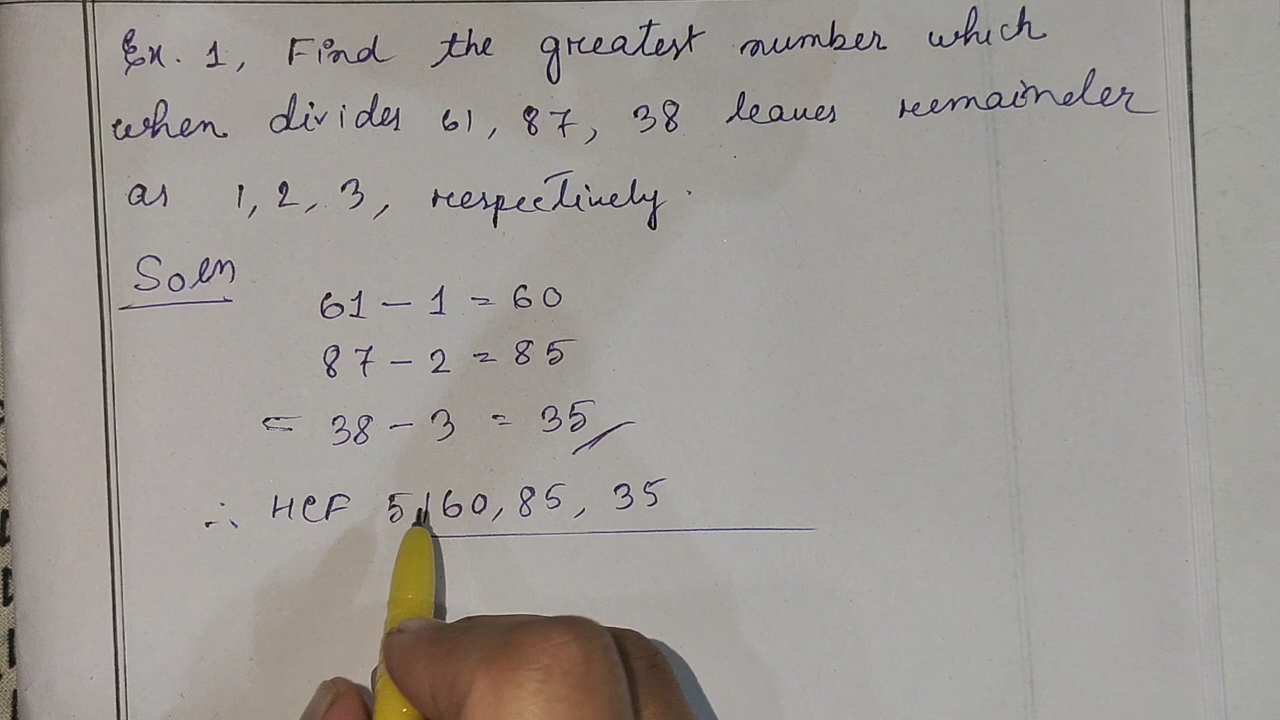 Ex. 1, Find the greatest number which
when divides 61, 87, 38 leaves remainder
as 1, 2, 3, respectively.
Soln
61 - 1 = 60
87 - 2 = 85
= 38 - 3 = 35
∴ HCF 5|60, 85, 35